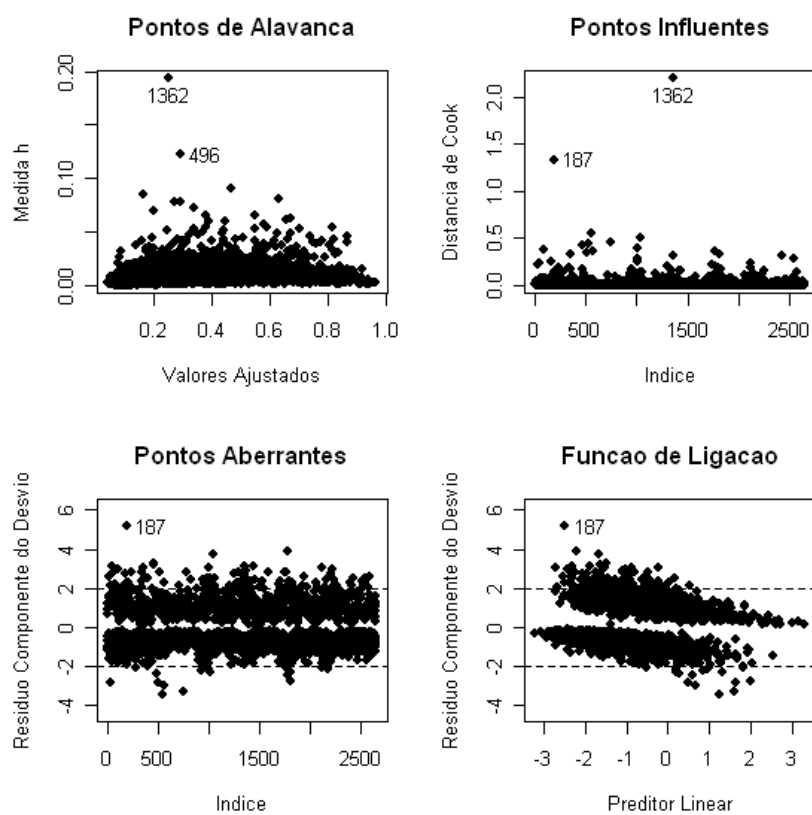 Pontos de Alavanca
Medida h
0.00 0.10 0.20
1362
496
0.2 0.4 0.6 0.8 1.0
Valores Ajustados
Pontos Influentes
Distancia de Cook
0.0 0.5 1.0 1.5 2.0
1362
187
0 500 1500 2500
Indice
Pontos Aberrantes
Residuo Componente do Desvio
-4 -2 0 2 4 6
187
0 500 1500 2500
Indice
Funcao de Ligacao
Residuo Componente do Desvio
-4 -2 0 2 4 6
187
-3 -2 -1 0 1 2 3
Preditor Linear